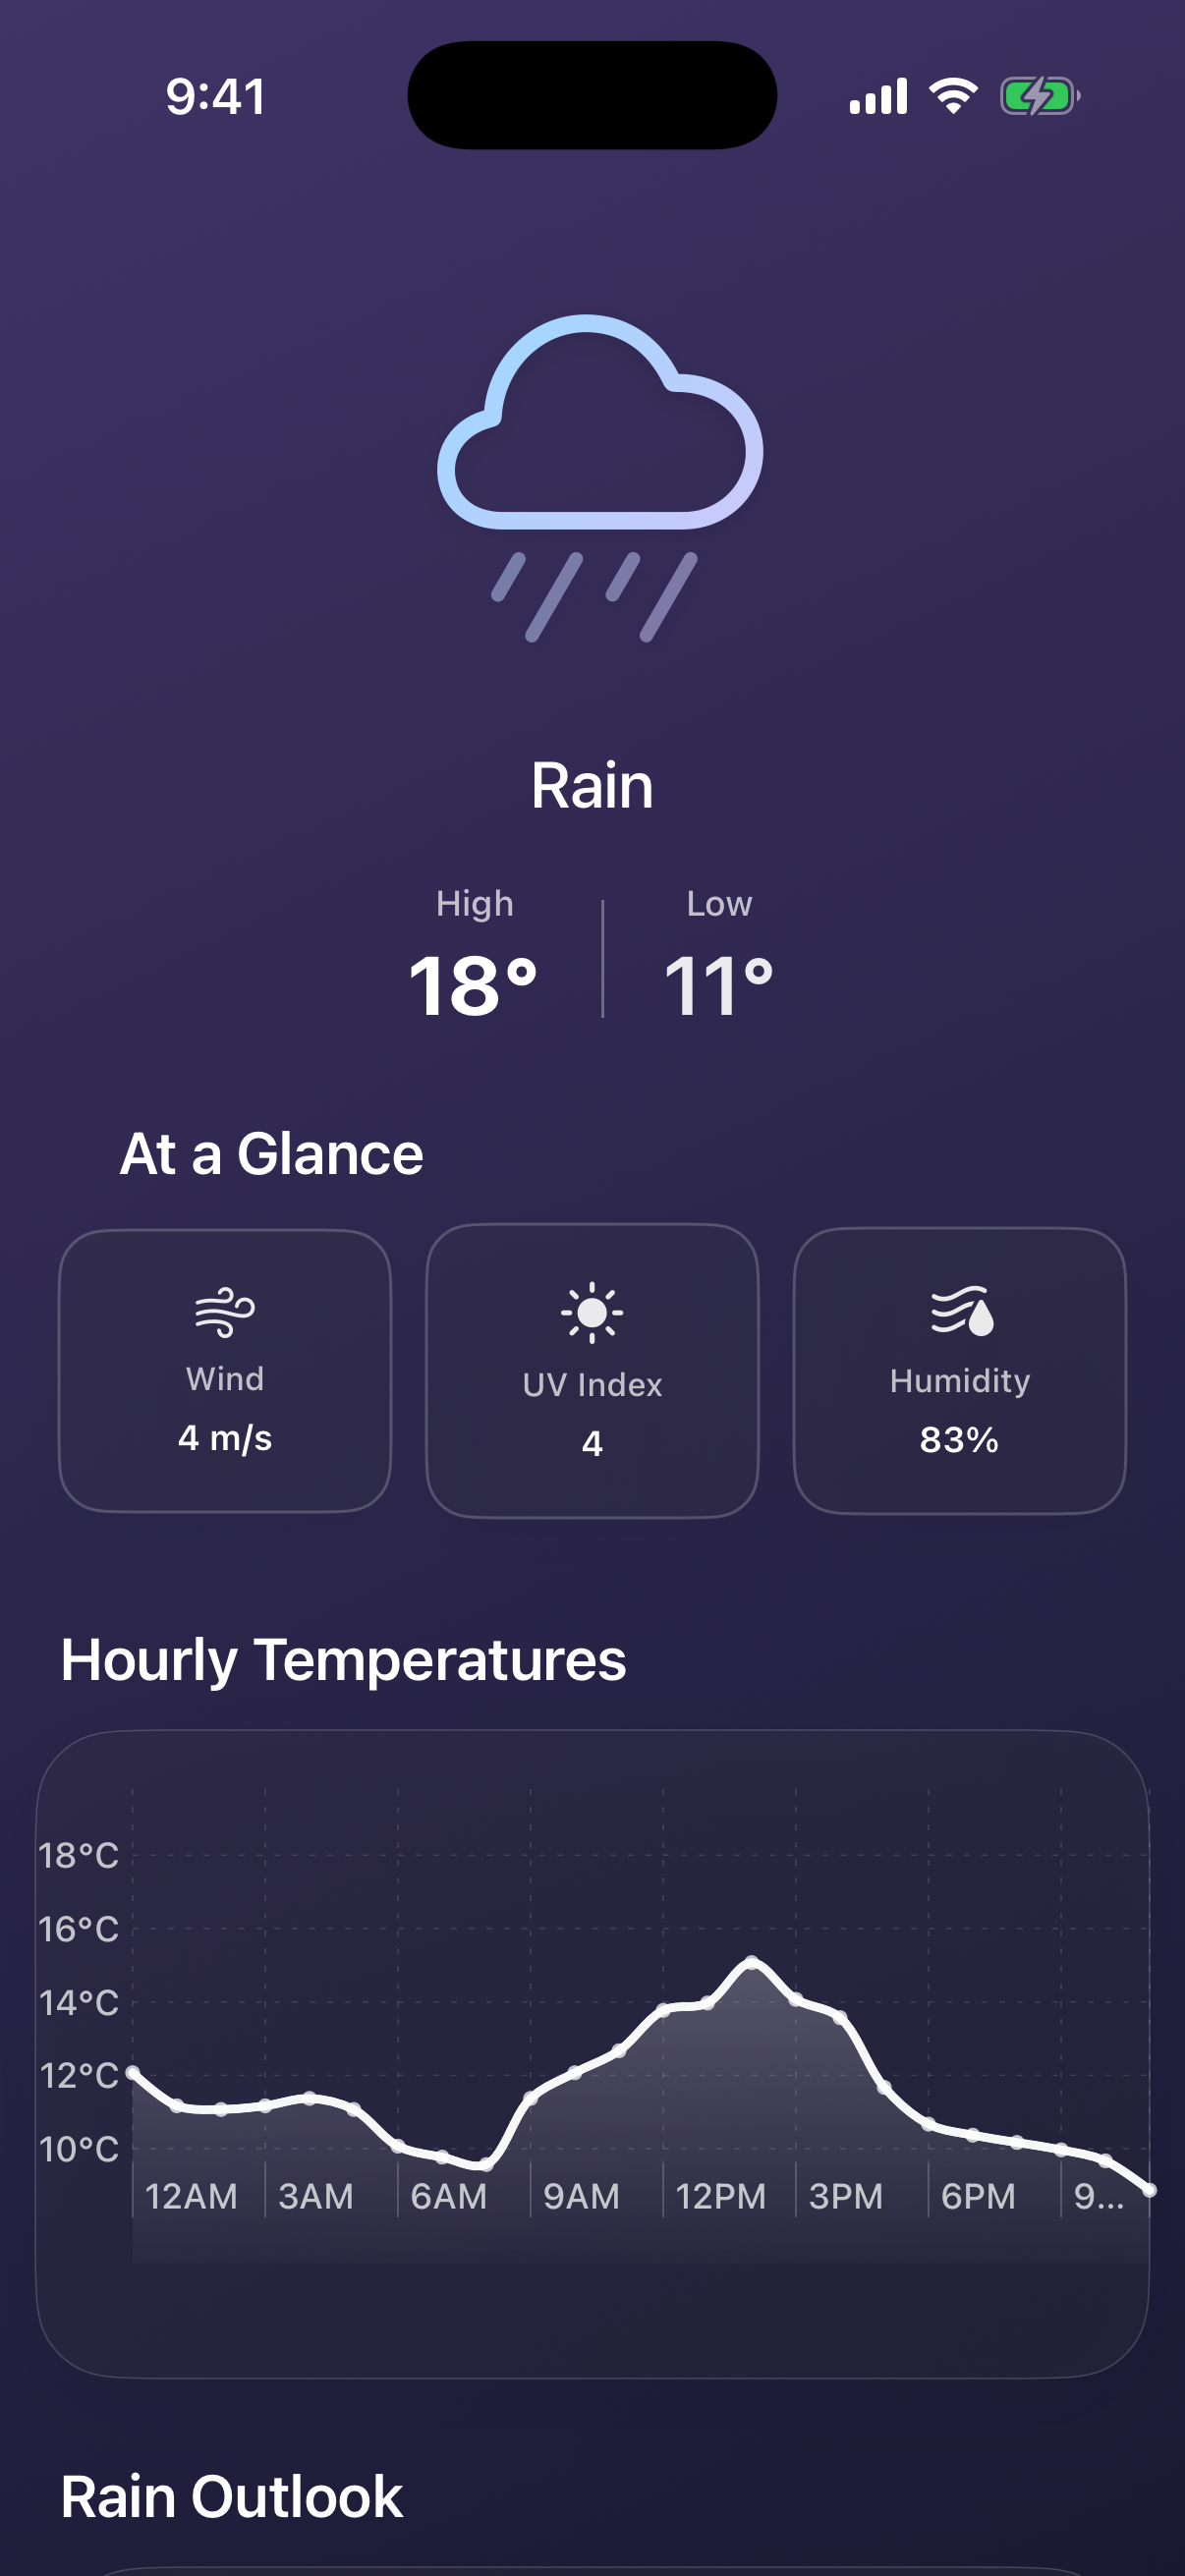 9:41
Rain
High Low
18° 11°
At a Glance
Wind UV Index Humidity
4 m/s 4 83%
Hourly Temperatures
18°C
16°C
14°C
12°C
10°C
12AM 3AM 6AM 9AM 12PM 3PM 6PM 9...
Rain Outlook